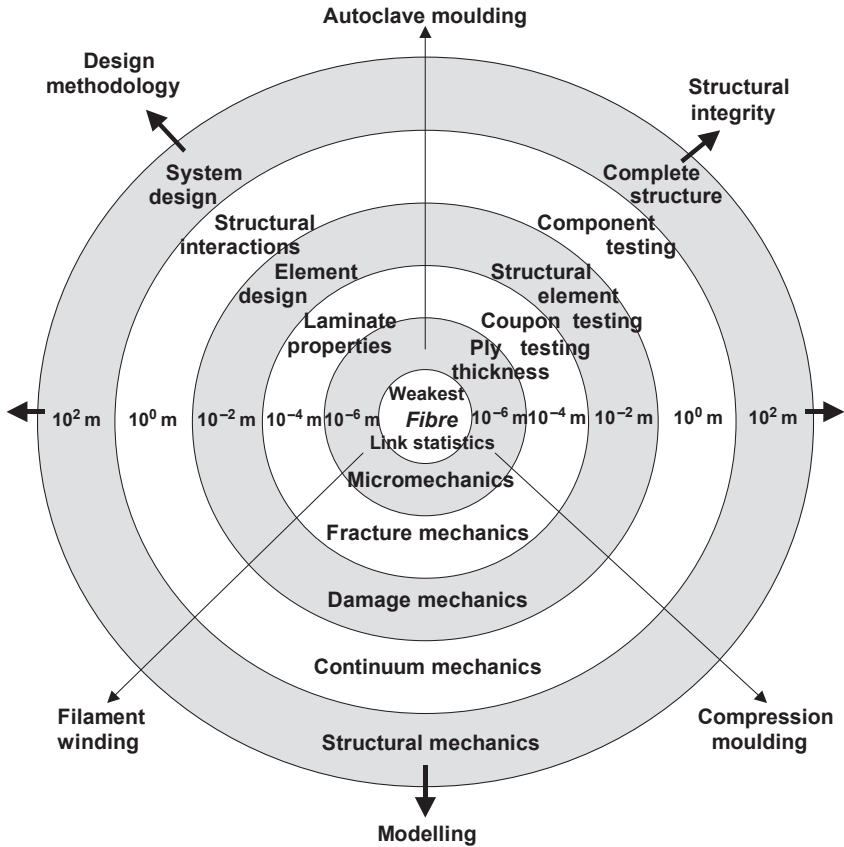 Autoclave moulding
Design
methodology
Structural
integrity
System
design
Complete
structure
Structural
interactions
Component
testing
Element
design
Structural
element
testing
Laminate
properties
Coupon
testing
Ply
thickness
Weakest
10² m 10⁰ m 10⁻² m 10⁻⁴ m 10⁻⁶ m Fibre 10⁻⁶ m 10⁻⁴ m 10⁻² m 10⁰ m 10² m
Link statistics
Micromechanics
Fracture mechanics
Damage mechanics
Continuum mechanics
Filament
winding
Compression
moulding
Structural mechanics
Modelling